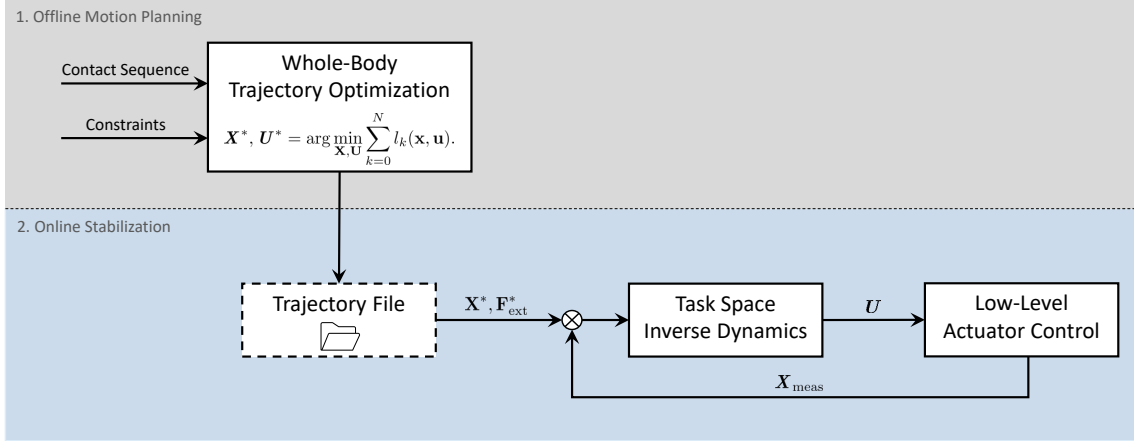 1. Offline Motion Planning
Contact Sequence
Constraints
Whole-Body
Trajectory Optimization
X*, U* = arg min_{X,U} \sum_{k=0}^{N} l_k(x, u).
2. Online Stabilization
Trajectory File
X*, F*_ext
Task Space
Inverse Dynamics
U
Low-Level
Actuator Control
X_meas